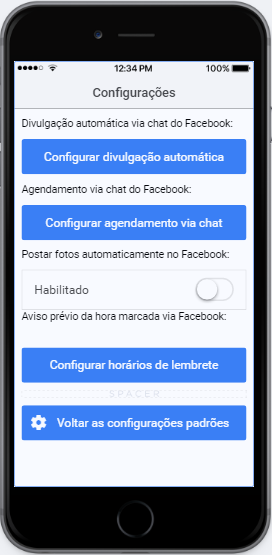 12:34 PM 100%
Configurações
Divulgação automática via chat do Facebook:
Configurar divulgação automática
Agendamento via chat do Facebook:
Configurar agendamento via chat
Postar fotos automaticamente no Facebook:
Habilitado
Aviso prévio da hora marcada via Facebook:
Configurar horários de lembrete
SPACER
Voltar as configurações padrões